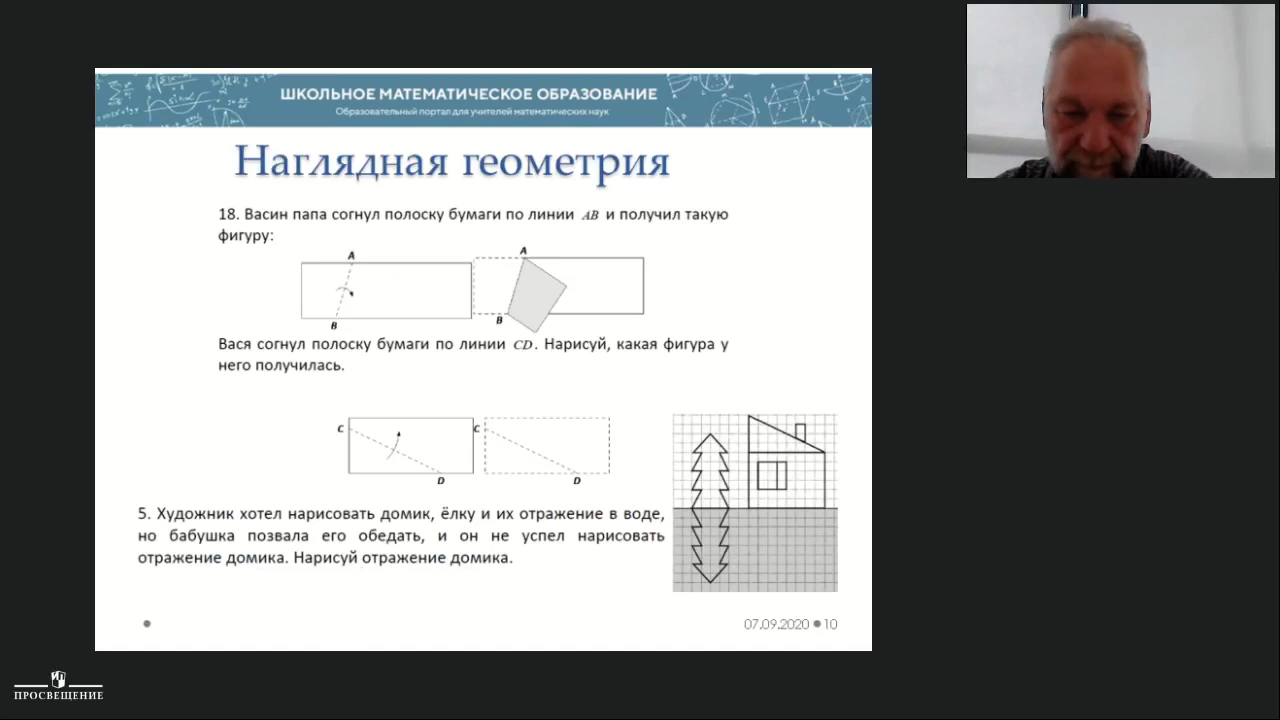 ШКОЛЬНОЕ МАТЕМАТИЧЕСКОЕ ОБРАЗОВАНИЕ
Образовательный портал для учителей математических наук
Наглядная геометрия
18. Васин папа согнул полоску бумаги по линии AB и получил такую
фигуру:
A
A
B
B
Вася согнул полоску бумаги по линии CD. Нарисуй, какая фигура у
него получилась.
C
C
D
D
5. Художник хотел нарисовать домик, ёлку и их отражение в воде,
но бабушка позвала его обедать, и он не успел нарисовать
отражение домика. Нарисуй отражение домика.
07.09.2020
10
ПРОСВЕЩЕНИЕ